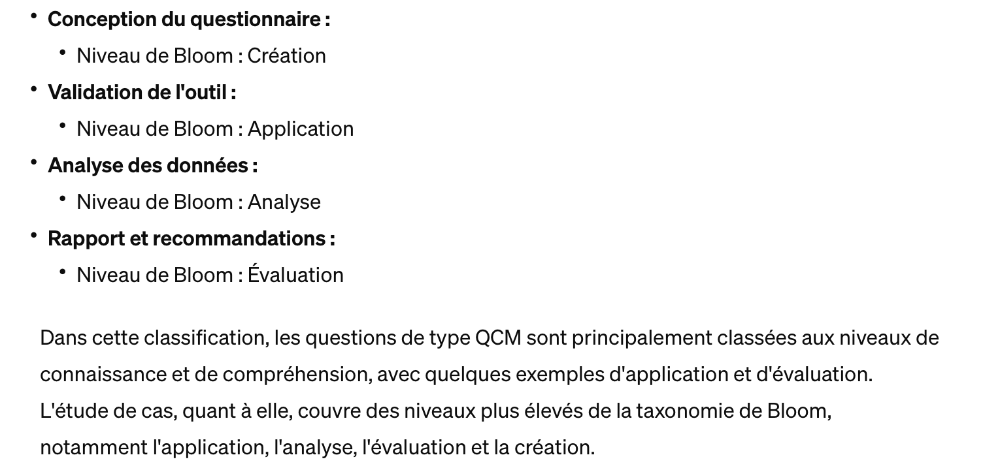 • Conception du questionnaire :
• Niveau de Bloom : Création
• Validation de l'outil :
• Niveau de Bloom : Application
• Analyse des données :
• Niveau de Bloom : Analyse
• Rapport et recommandations :
• Niveau de Bloom : Évaluation
Dans cette classification, les questions de type QCM sont principalement classées aux niveaux de
connaissance et de compréhension, avec quelques exemples d'application et d'évaluation.
L'étude de cas, quant à elle, couvre des niveaux plus élevés de la taxonomie de Bloom,
notamment l'application, l'analyse, l'évaluation et la création.